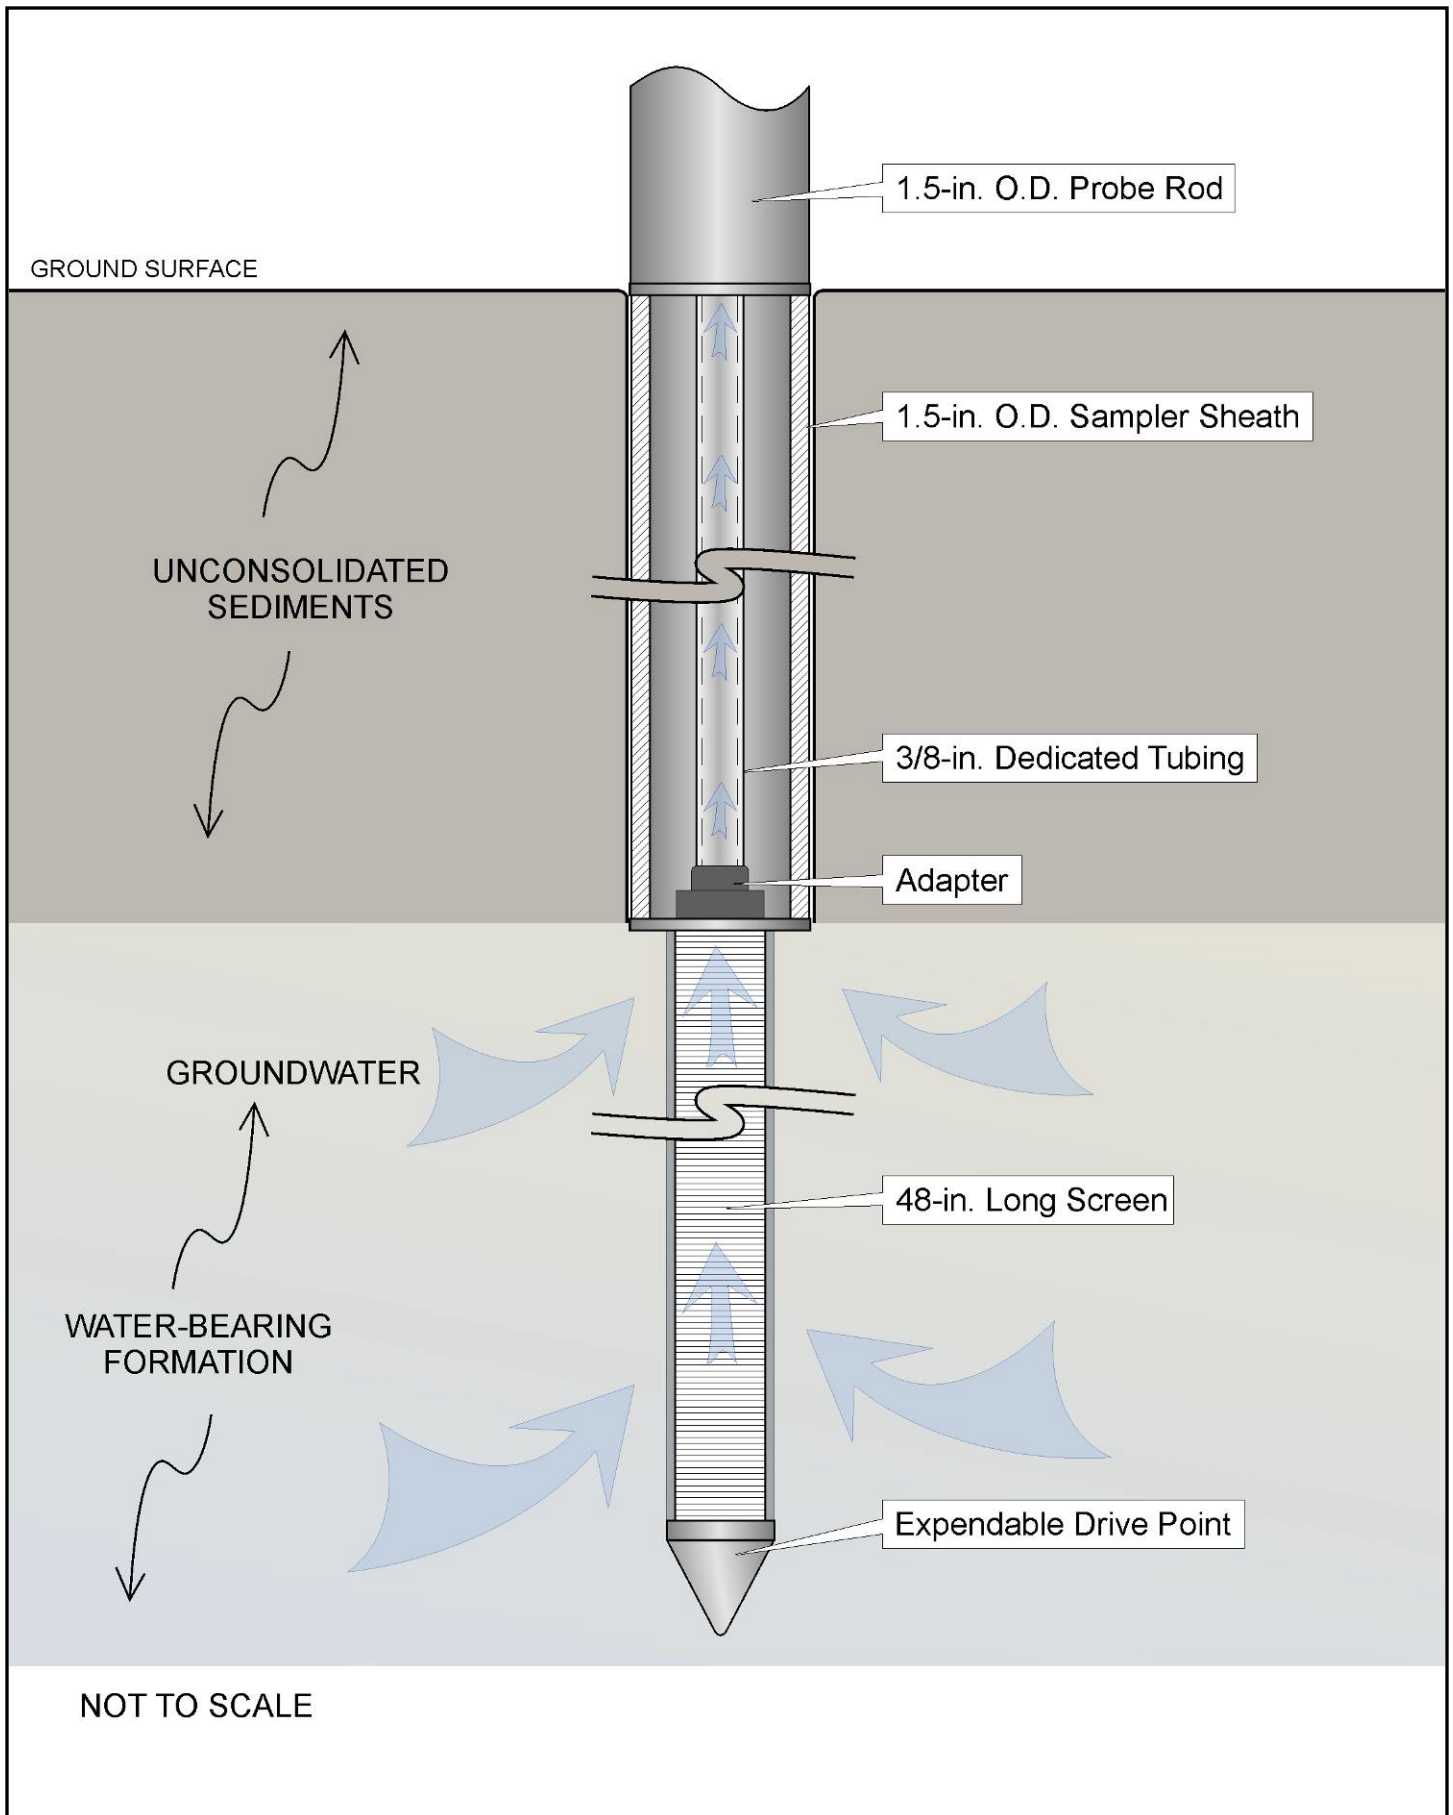 1.5-in. O.D. Probe Rod
GROUND SURFACE
1.5-in. O.D. Sampler Sheath
UNCONSOLIDATED
SEDIMENTS
3/8-in. Dedicated Tubing
Adapter
GROUNDWATER
48-in. Long Screen
WATER-BEARING
FORMATION
Expendable Drive Point
NOT TO SCALE